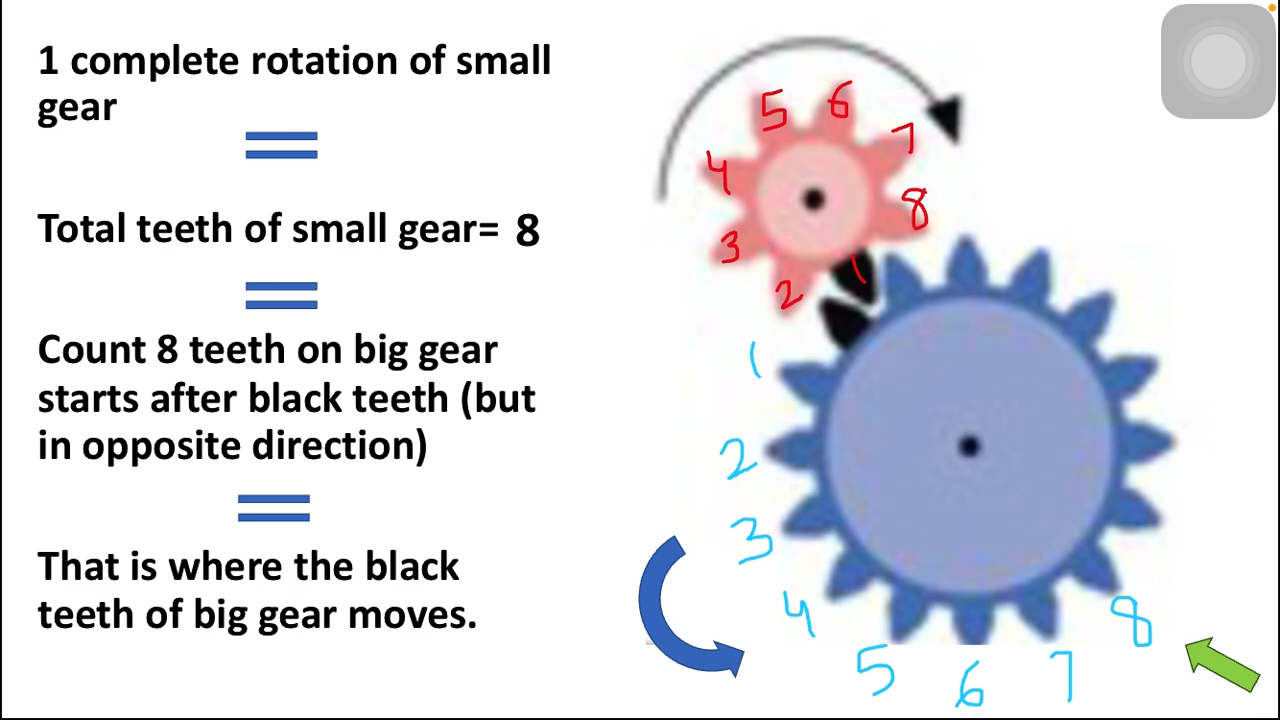 1 complete rotation of small
gear
Total teeth of small gear= 8
Count 8 teeth on big gear
starts after black teeth (but
in opposite direction)
That is where the black
teeth of big gear moves.
5 6
4 7
3 8
2 1
1
2
3
4
5 6 7 8